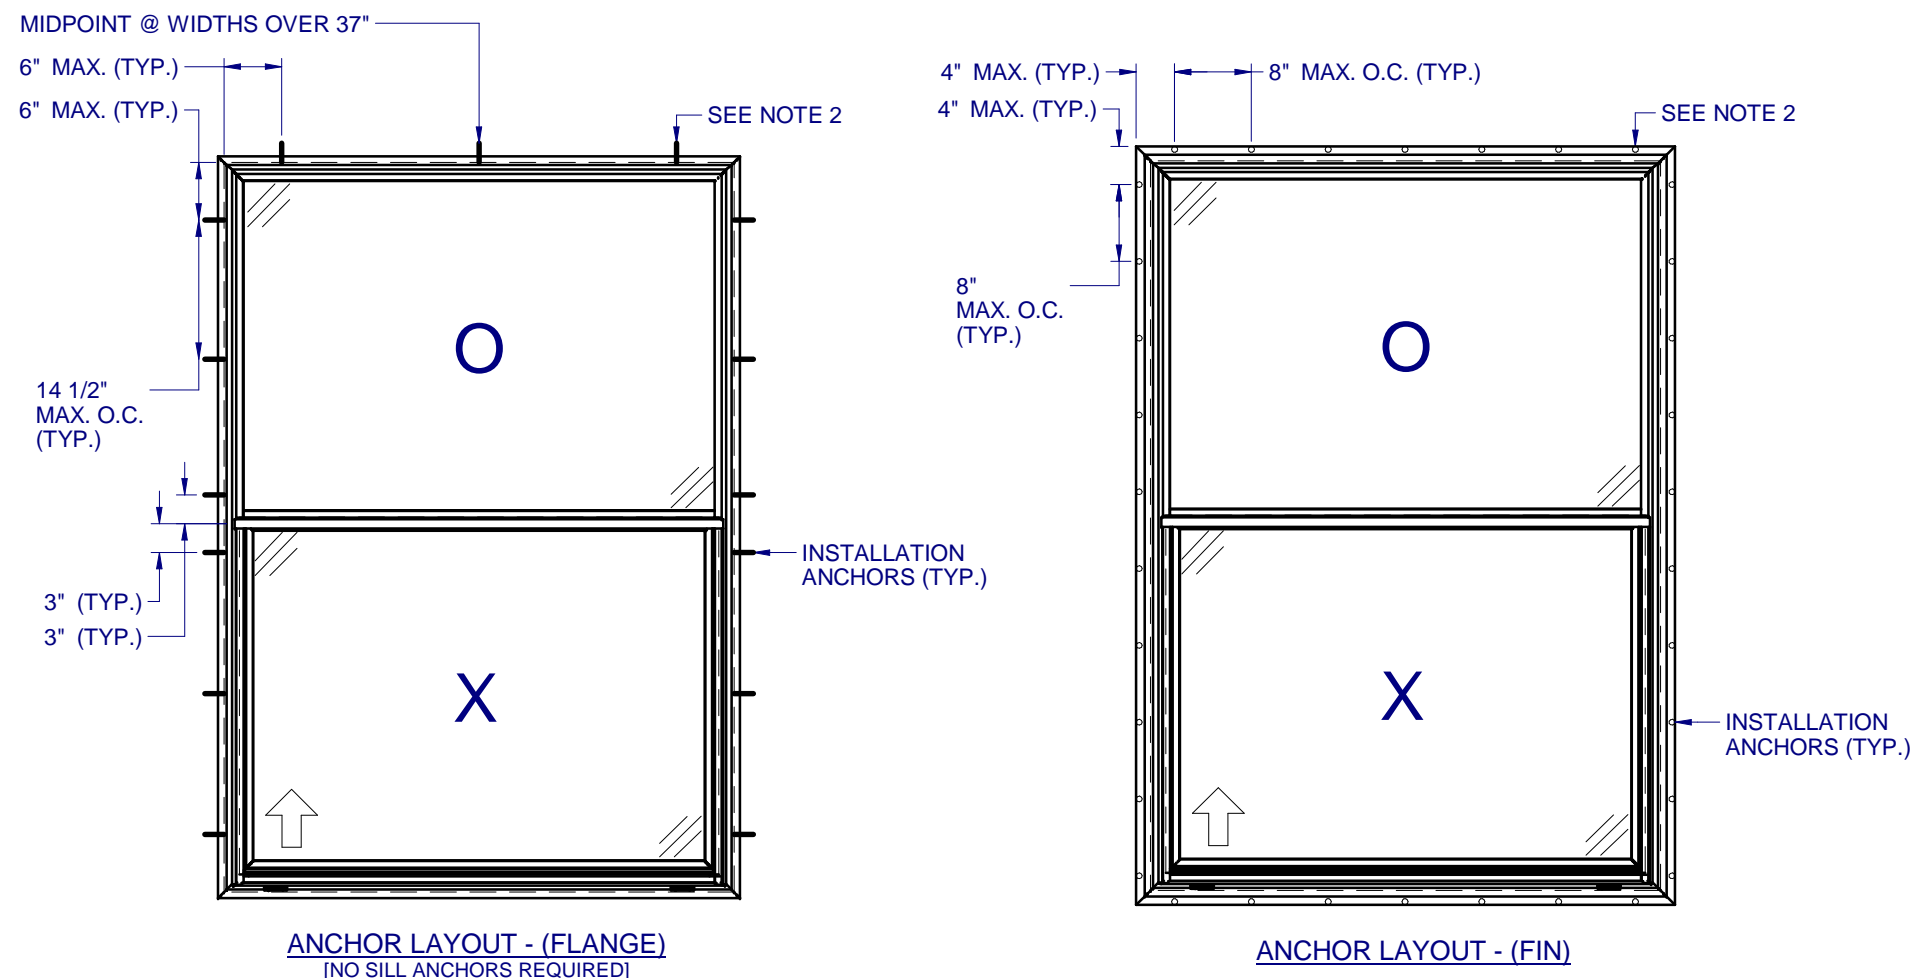 MIDPOINT @ WIDTHS OVER 37"
6" MAX. (TYP.)
6" MAX. (TYP.)
SEE NOTE 2
O
14 1/2"
MAX. O.C.
(TYP.)
INSTALLATION
ANCHORS (TYP.)
3" (TYP.)
3" (TYP.)
X
ANCHOR LAYOUT - (FLANGE)
[NO SILL ANCHORS REQUIRED]
4" MAX. (TYP.)
8" MAX. O.C. (TYP.)
4" MAX. (TYP.)
SEE NOTE 2
8"
MAX. O.C.
(TYP.)
O
X
INSTALLATION
ANCHORS (TYP.)
ANCHOR LAYOUT - (FIN)